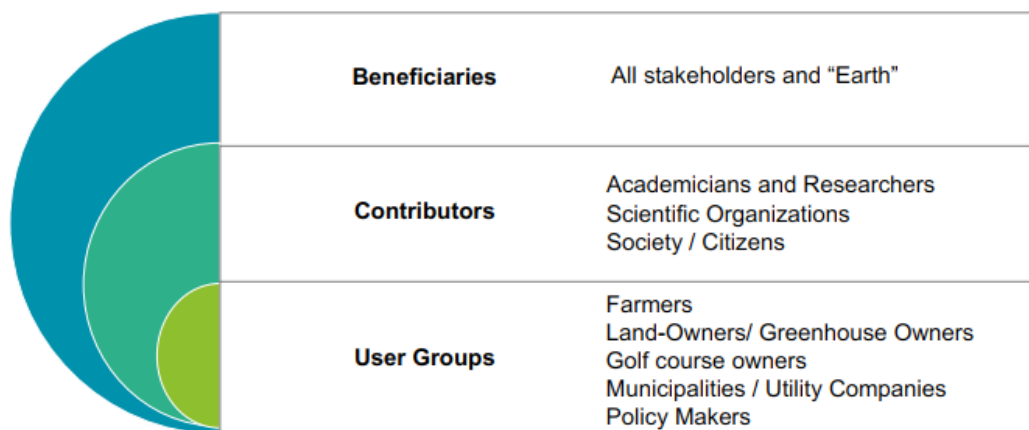 Beneficiaries
All stakeholders and “Earth”
Contributors
Academicians and Researchers
Scientific Organizations
Society / Citizens
User Groups
Farmers
Land-Owners/ Greenhouse Owners
Golf course owners
Municipalities / Utility Companies
Policy Makers